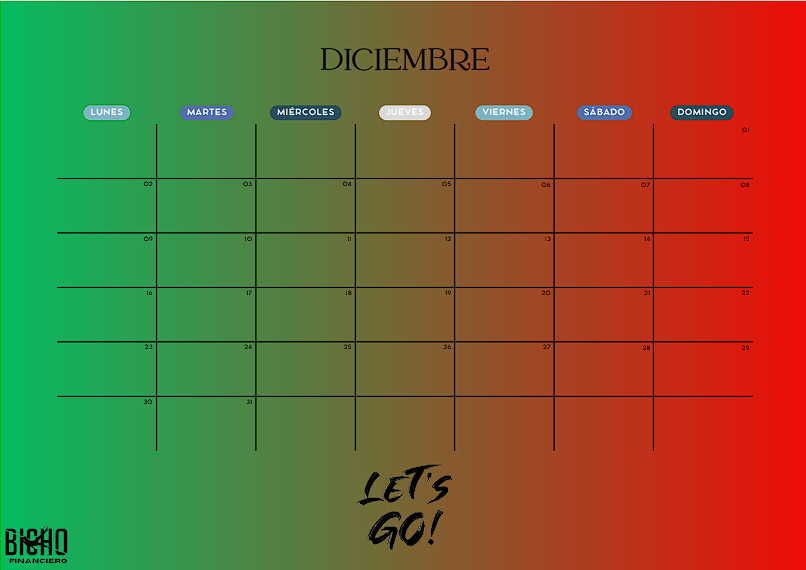 DICIEMBRE
LUNES MARTES MIÉRCOLES JUEVES VIERNES SÁBADO DOMINGO
01
02 03 04 05 06 07 08
09 10 11 12 13 14 15
16 17 18 19 20 21 22
23 24 25 26 27 28 29
30 31
LET'S
GO!
BICHO
FINANCIERO